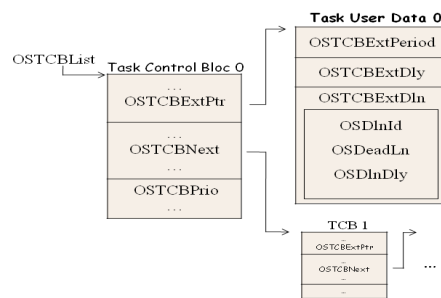 Task User Data 0
OSTCBExtPeriod
OSTCBExtDly
OSTCBExtDln
OSDlnId
OSDeadLn
OSDlnDly
OSTCBList
Task Control Bloc 0
...
OSTCBExtPtr
...
OSTCBNext
...
OSTCBPrio
...
TCB 1
...
OSTCBExtPtr
...
OSTCBNext
...
...
...